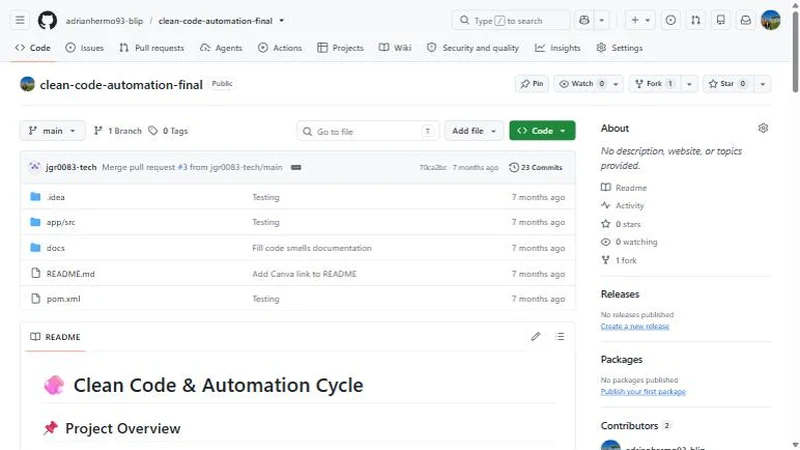 adrianhermo93-blip / clean-code-automation-final
Type / to search
Code Issues Pull requests Agents Actions Projects Wiki Security and quality Insights Settings
clean-code-automation-final Public
Pin Watch 0 Fork 1 Star 0
main 1 Branch 0 Tags
Go to file T
Add file Code
jgr0083-tech Merge pull request #3 from jgr0083-tech/main
70ca2bc · 7 months ago 23 Commits
.idea Testing 7 months ago
app/src Testing 7 months ago
docs Fill code smells documentation 7 months ago
README.md Add Canva link to README 7 months ago
pom.xml Testing 7 months ago
README
Clean Code & Automation Cycle
Project Overview
About
No description, website, or topics
provided.
Readme
Activity
0 stars
0 watching
1 fork
Releases
No releases published
Create a new release
Packages
No packages published
Publish your first package
Contributors 2
adrianhermo93-blip